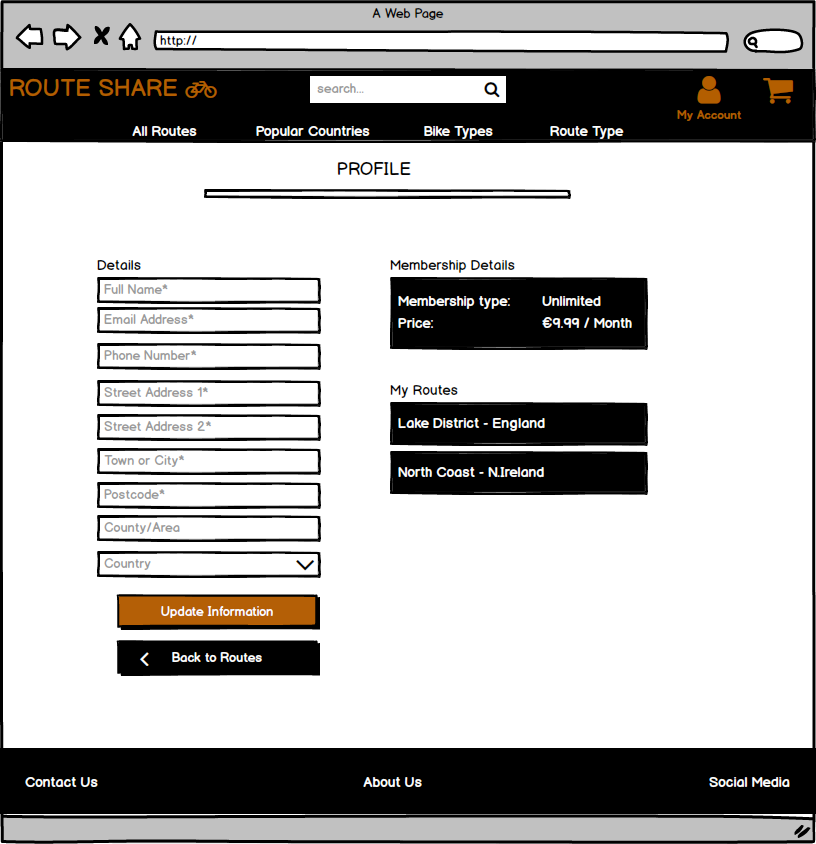 A Web Page
http://
ROUTE SHARE
search...
My Account
All Routes Popular Countries Bike Types Route Type
PROFILE
Details
Full Name*
Email Address*
Phone Number*
Street Address 1*
Street Address 2*
Town or City*
Postcode*
County/Area
Country
Update Information
Back to Routes
Membership Details
Membership type: Unlimited
Price: €9.99 / Month
My Routes
Lake District - England
North Coast - N.Ireland
Contact Us About Us Social Media